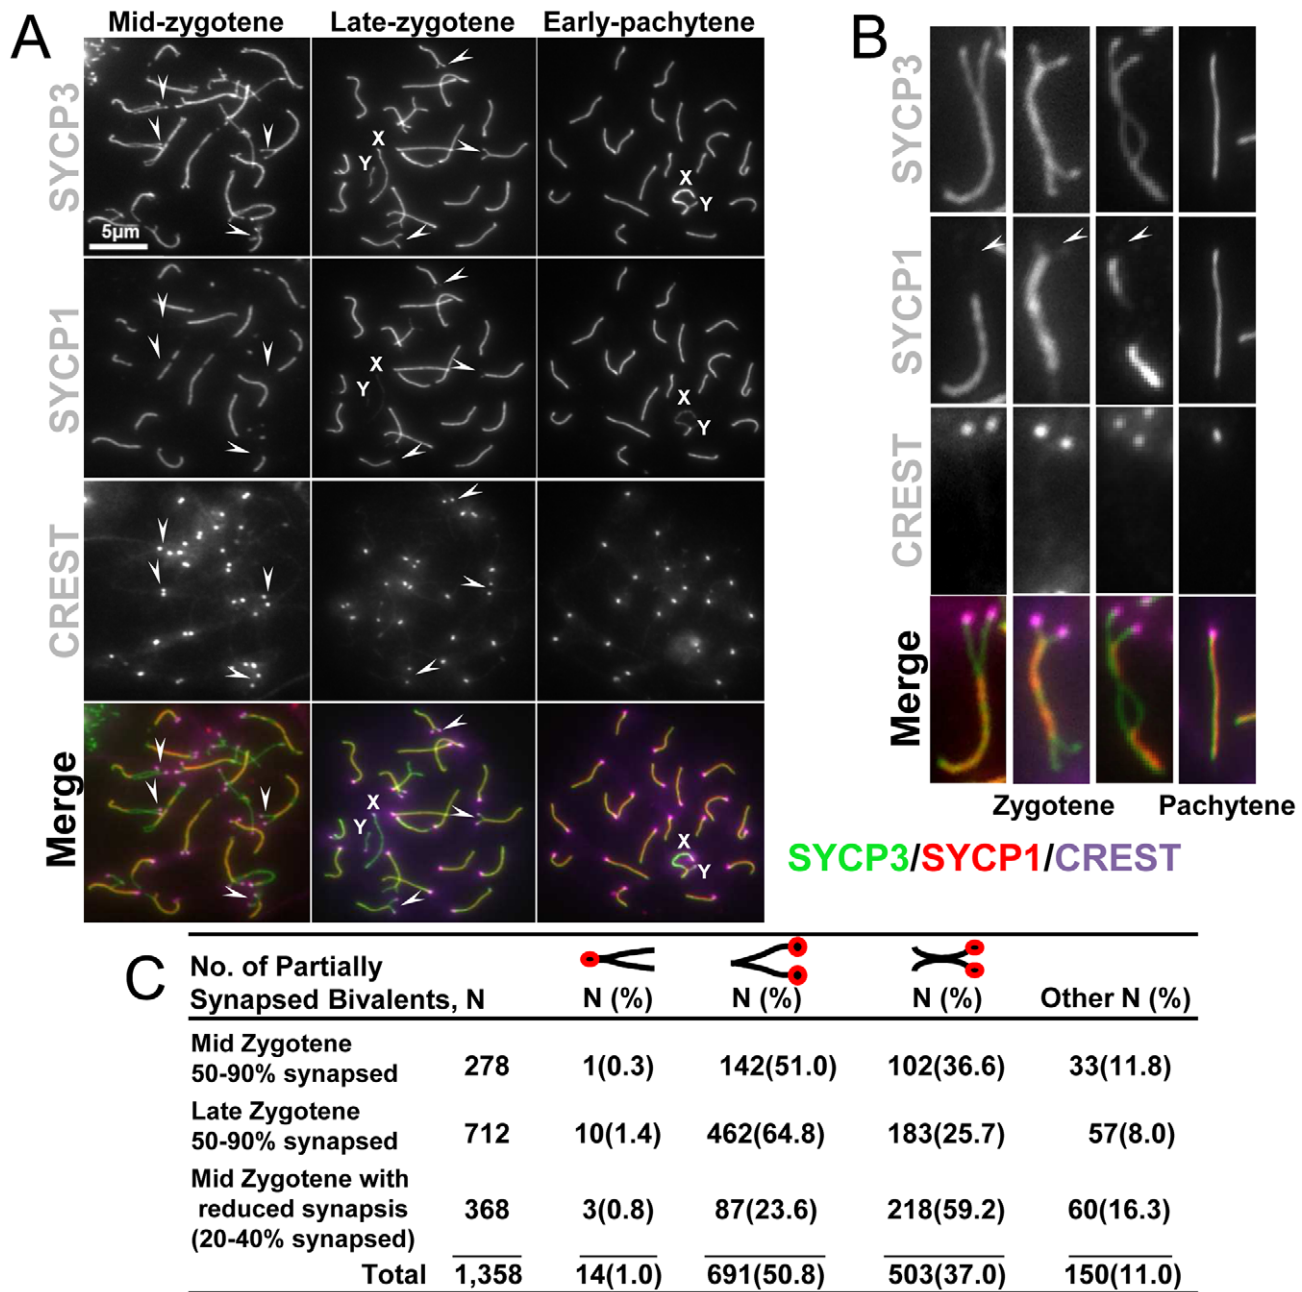 A
Mid-zygotene Late-zygotene Early-pachytene
SYCP3
5μm
X
Y
X
Y
SYCP1
X
Y
X
Y
CREST
Merge
X
Y
X
Y
B
SYCP3
SYCP1
CREST
Merge
Zygotene Pachytene
SYCP3/SYCP1/CREST
C
No. of Partially
Synapsed Bivalents, N N (%) N (%) N (%) Other N (%)
Mid Zygotene
50-90% synapsed 278 1(0.3) 142(51.0) 102(36.6) 33(11.8)
Late Zygotene
50-90% synapsed 712 10(1.4) 462(64.8) 183(25.7) 57(8.0)
Mid Zygotene with
reduced synapsis 368 3(0.8) 87(23.6) 218(59.2) 60(16.3)
(20-40% synapsed)
Total 1,358 14(1.0) 691(50.8) 503(37.0) 150(11.0)